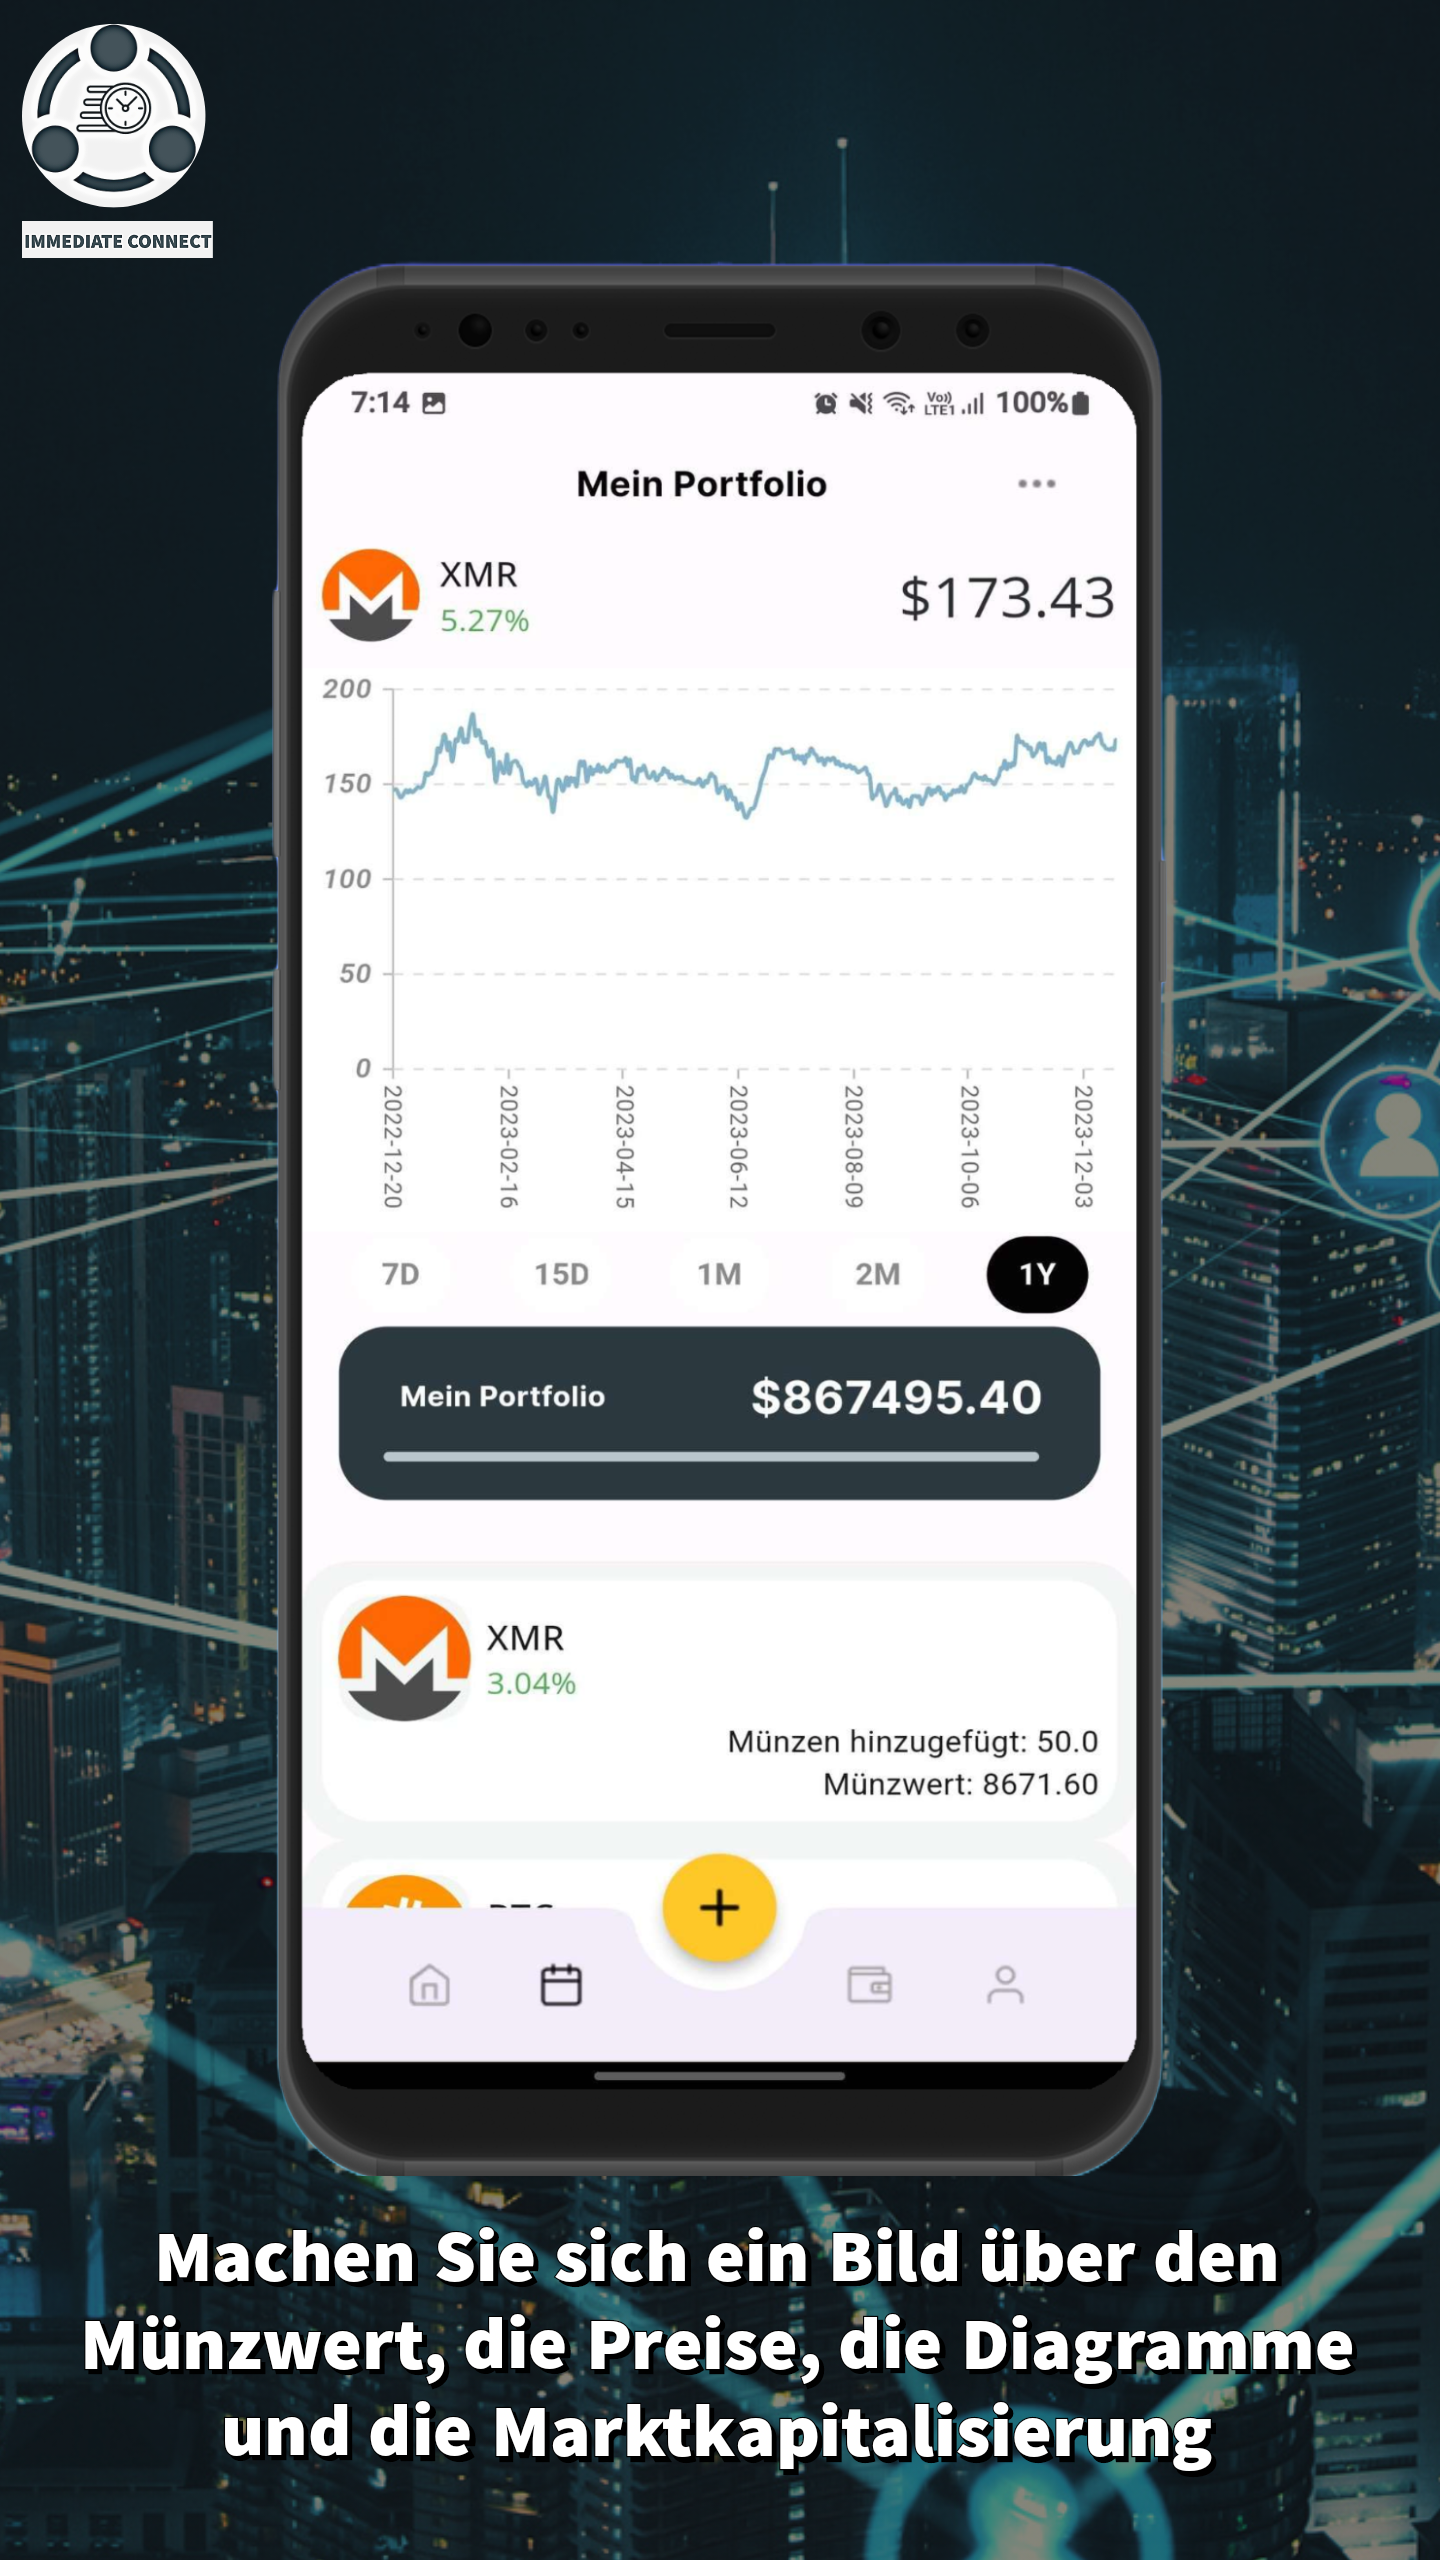 IMMEDIATE CONNECT
7:14
Vo))
LTE1
100%
Mein Portfolio
XMR
5.27%
$173.43
200
150
100
50
0
2022-12-20
2023-02-16
2023-04-15
2023-06-12
2023-08-09
2023-10-06
2023-12-03
7D 15D 1M 2M 1Y
Mein Portfolio $867495.40
XMR
3.04%
Münzen hinzugefügt: 50.0
Münzwert: 8671.60
Machen Sie sich ein Bild über den
Münzwert, die Preise, die Diagramme
und die Marktkapitalisierung